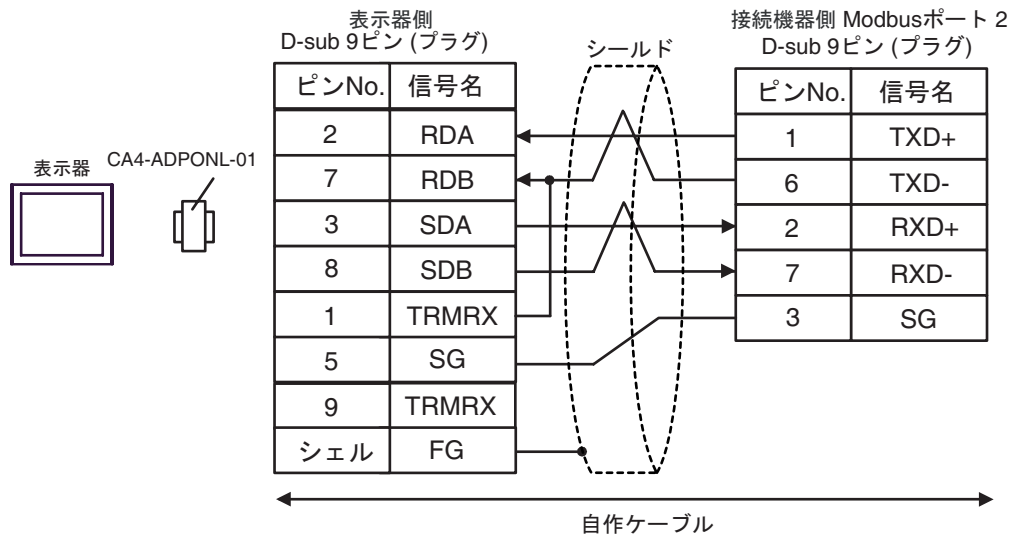 表示器側
D-sub 9ピン (プラグ)
シールド
接続機器側 Modbusポート 2
D-sub 9ピン (プラグ)
表示器
CA4-ADPONL-01
ピンNo. 信号名
2 RDA
7 RDB
3 SDA
8 SDB
1 TRMRX
5 SG
9 TRMRX
シェル FG
ピンNo. 信号名
1 TXD+
6 TXD-
2 RXD+
7 RXD-
3 SG
自作ケーブル